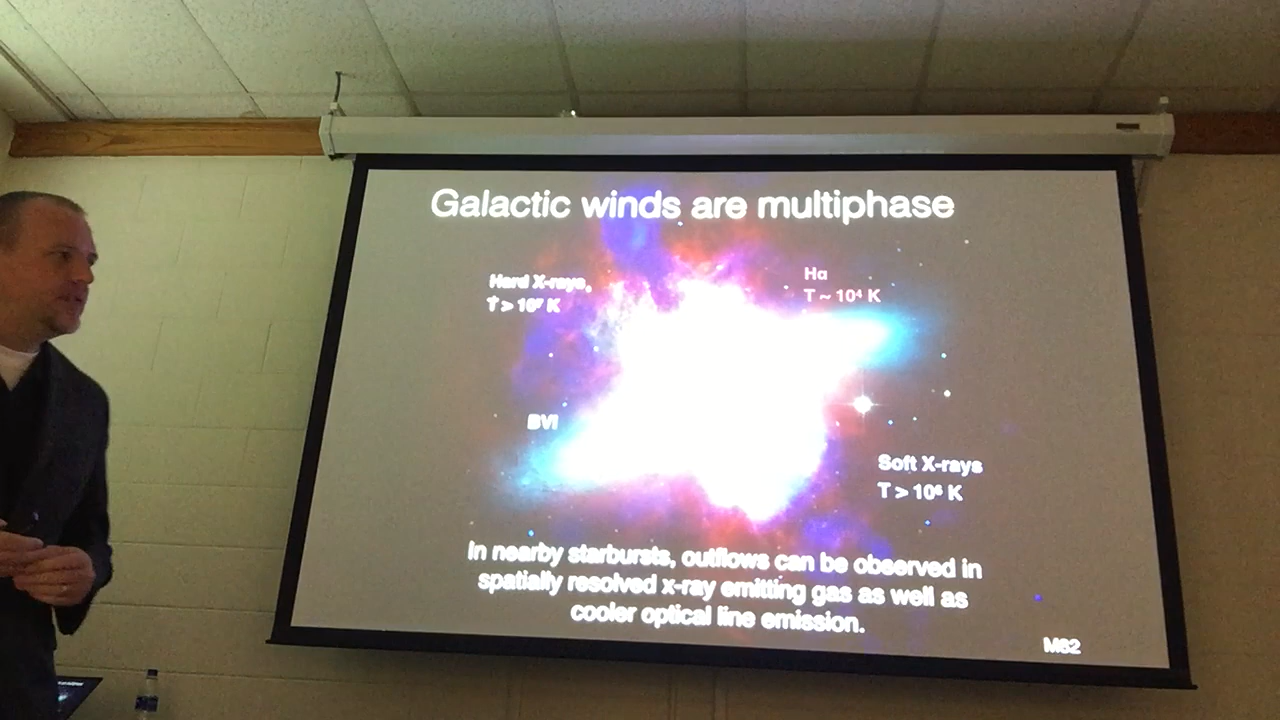 Galactic winds are multiphase
Hard X-rays,
T > 10⁷ K
Hα
T ~ 10⁴ K
BVI
Soft X-rays
T > 10⁶ K
In nearby starbursts, outflows can be observed in
spatially resolved x-ray emitting gas as well as
cooler optical line emission.
M82